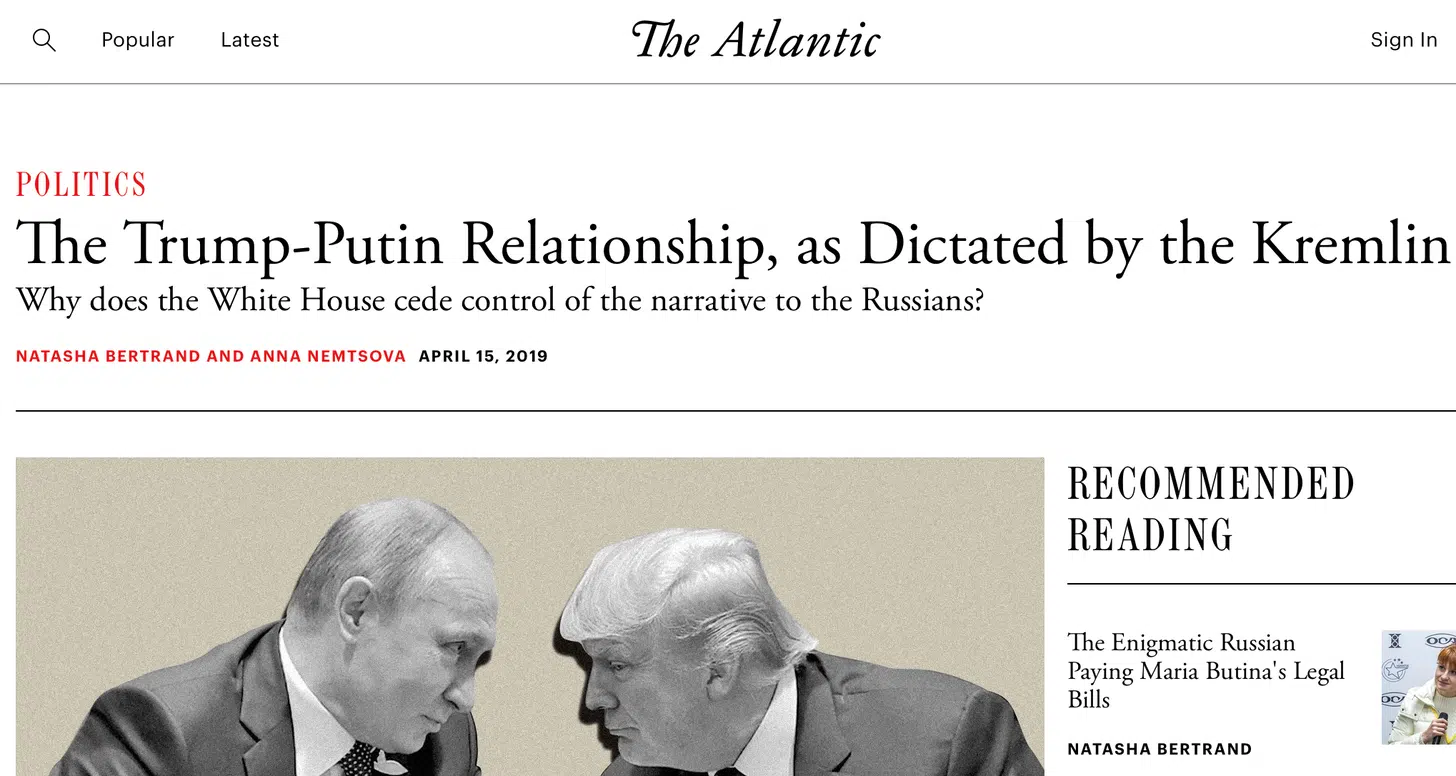 Popular Latest The Atlantic Sign In
POLITICS
The Trump-Putin Relationship, as Dictated by the Kremlin
Why does the White House cede control of the narrative to the Russians?
NATASHA BERTRAND AND ANNA NEMTSOVA APRIL 15, 2019
RECOMMENDED
READING
The Enigmatic Russian
Paying Maria Butina's Legal
Bills
NATASHA BERTRAND